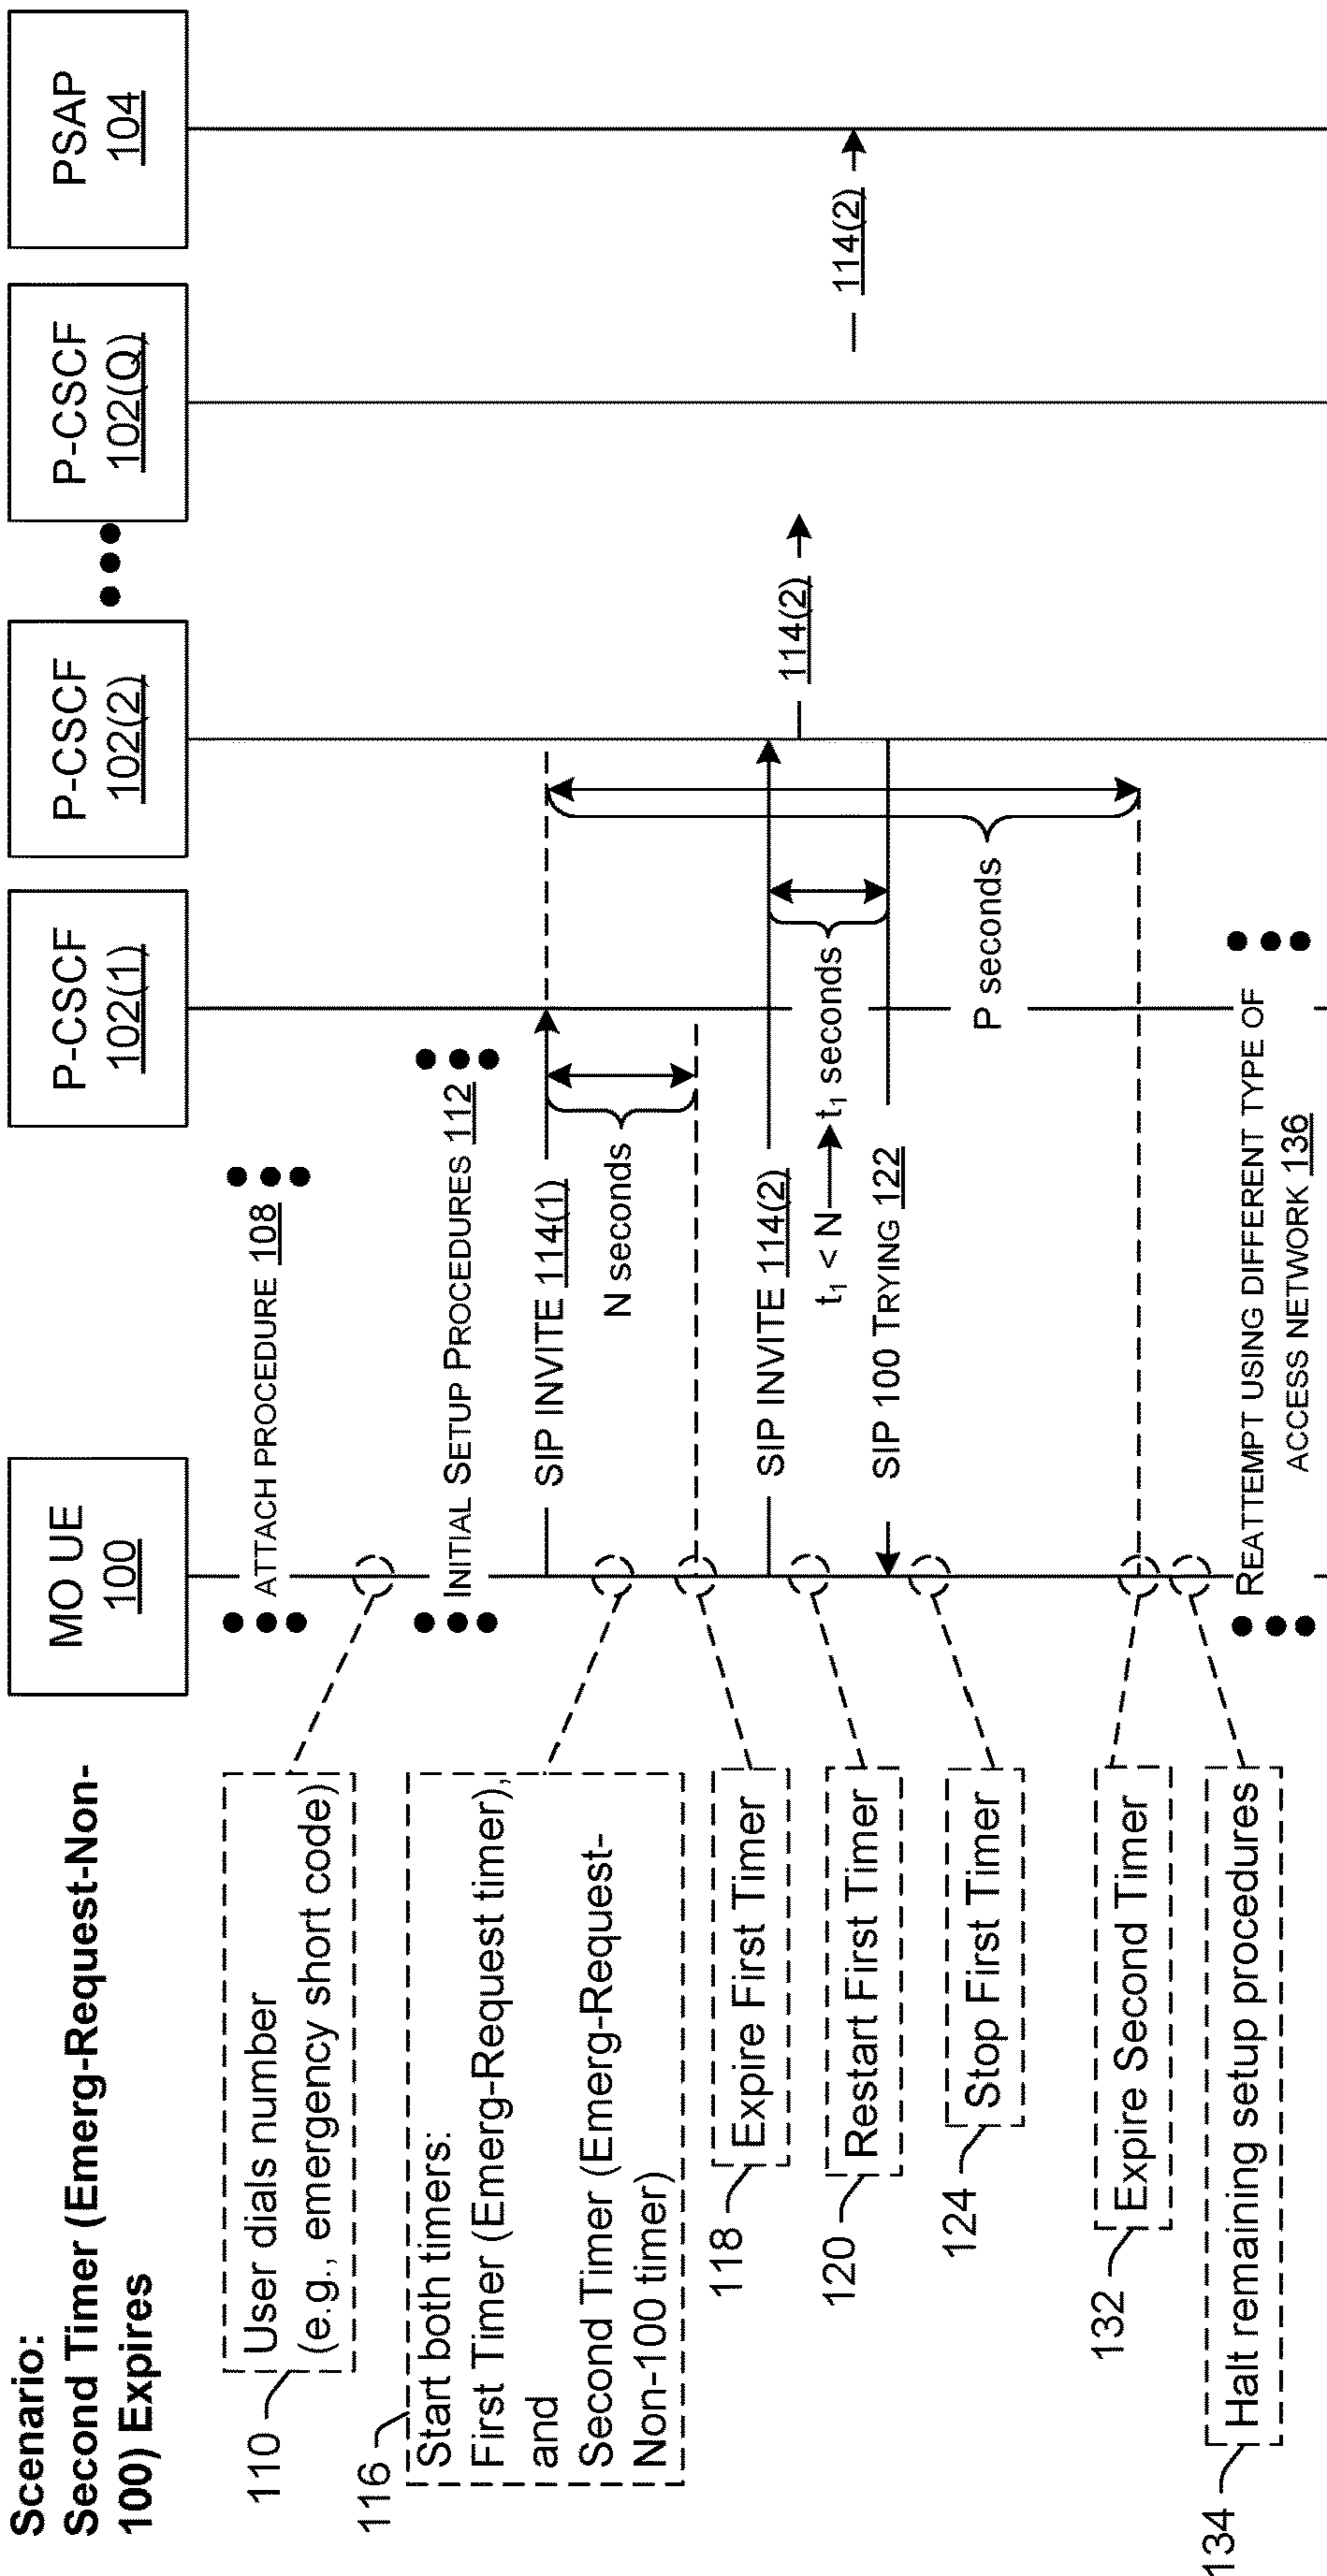 Scenario:
Second Timer (Emerg-Request-Non-
100) Expires
MO UE
100
P-CSCF
102(1)
P-CSCF
102(2)
P-CSCF
102(Q)
PSAP
104
ATTACH PROCEDURE 108
110
User dials number
(e.g., emergency short code)
INITIAL SETUP PROCEDURES 112
116
Start both timers:
First Timer (Emerg-Request timer),
and
Second Timer (Emerg-Request-
Non-100 timer)
SIP INVITE 114(1)
N seconds
118
Expire First Timer
SIP INVITE 114(2)
114(2)
114(2)
120
Restart First Timer
t1 < N
t1 seconds
SIP 100 TRYING 122
124
Stop First Timer
P seconds
132
Expire Second Timer
134
Halt remaining setup procedures
REATTEMPT USING DIFFERENT TYPE OF
ACCESS NETWORK 136